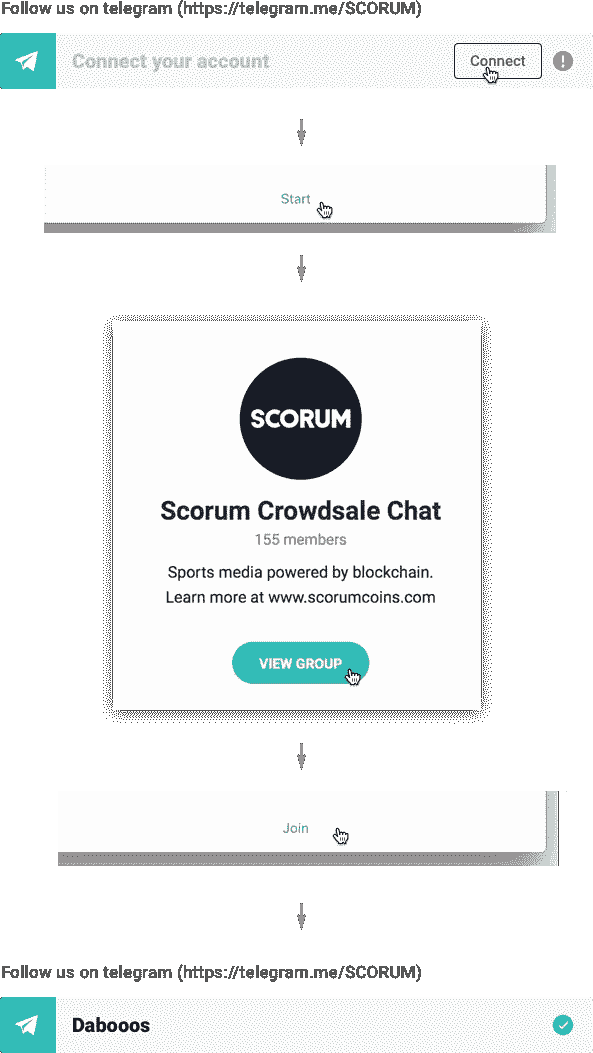 Follow us on telegram (https://telegram.me/SCORUM)
Connect your account
Connect
Start
SCORUM
Scorum Crowdsale Chat
155 members
Sports media powered by blockchain.
Learn more at www.scorumcoins.com
VIEW GROUP
Join
Follow us on telegram (https://telegram.me/SCORUM)
Dabooos